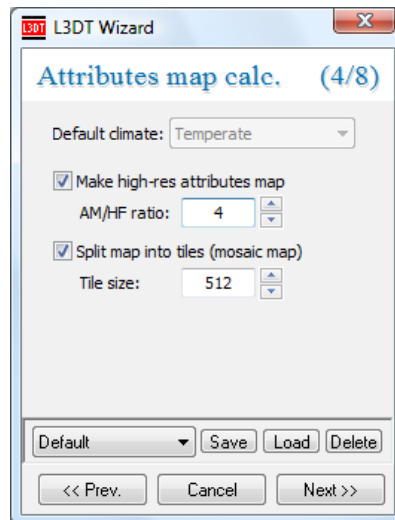 L3DT L3DT Wizard X
Attributes map calc. (4/8)
Default climate: Temperate
Make high-res attributes map
AM/HF ratio: 4
Split map into tiles (mosaic map)
Tile size: 512
Default Save Load Delete
<< Prev. Cancel Next >>